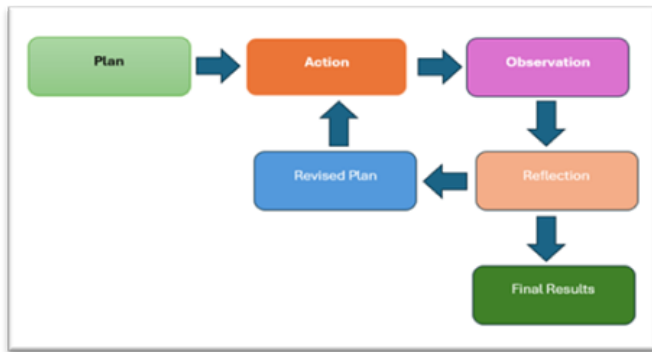 Plan
Action
Observation
Revised Plan
Reflection
Final Results